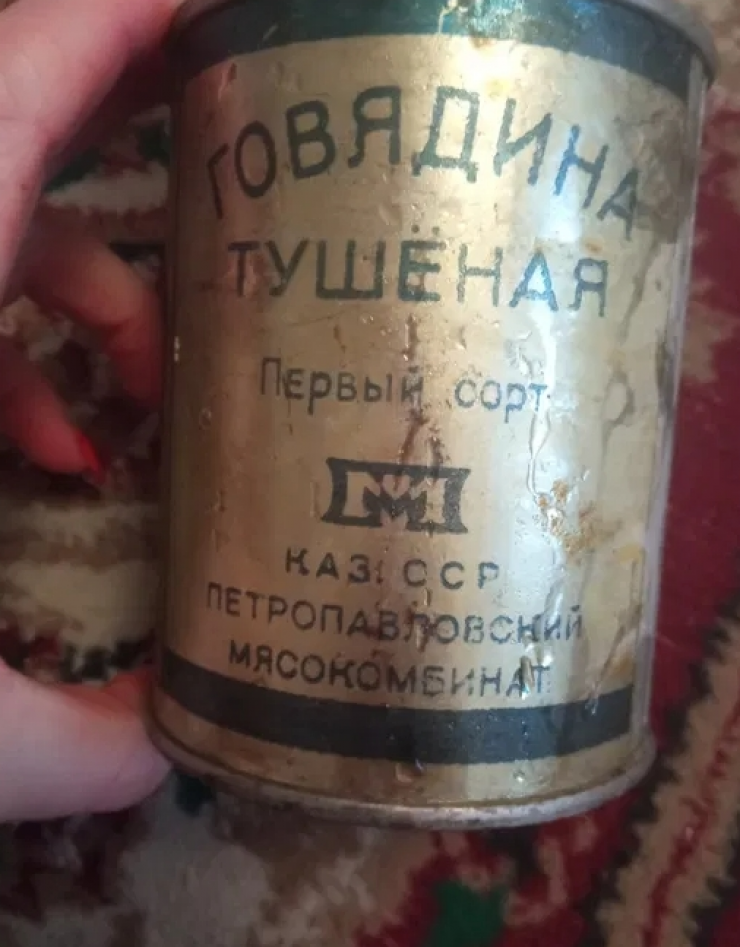 ГОВЯДИНА
ТУШЁНАЯ
Первый сорт
М
КАЗ. ССР
ПЕТРОПАВЛОВСКИЙ
МЯСОКОМБИНАТ